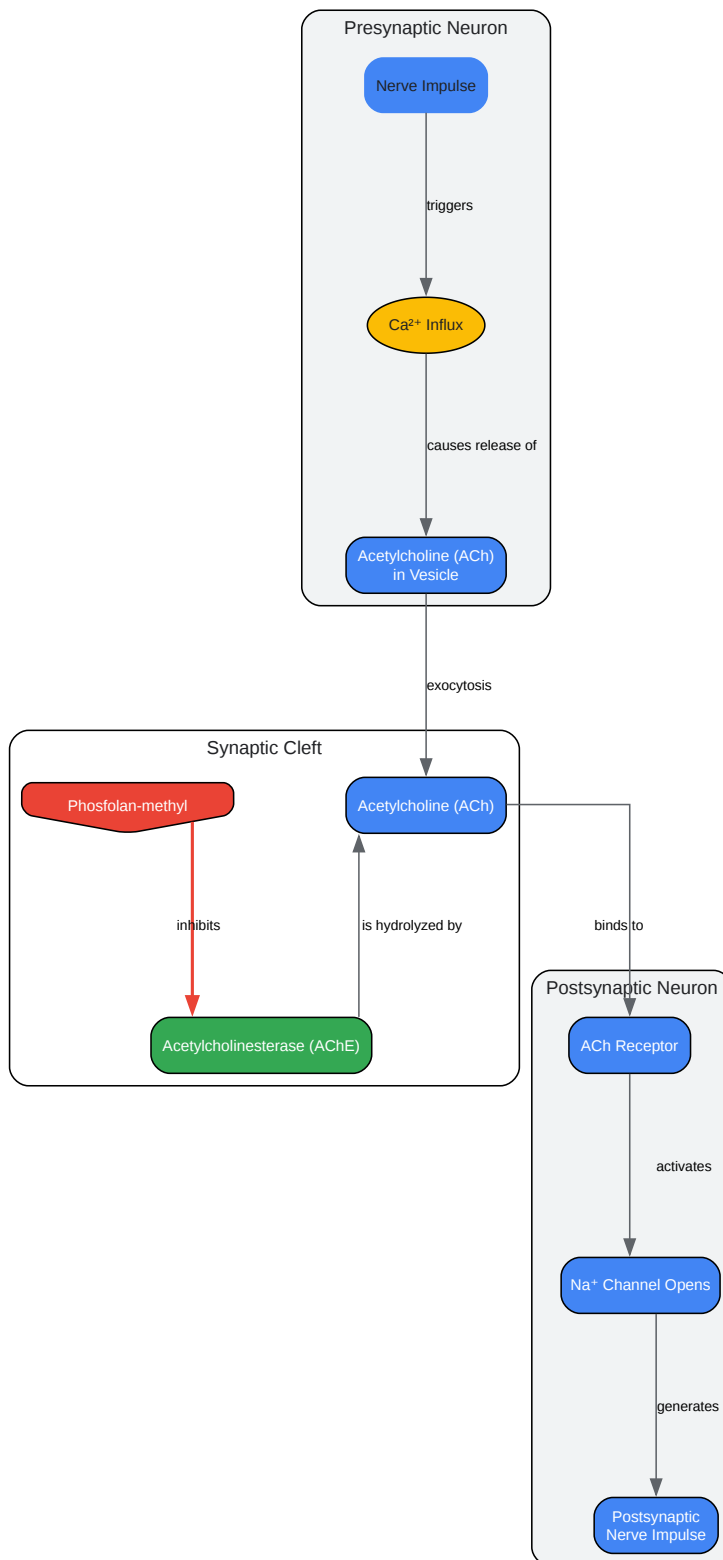 Presynaptic Neuron
Nerve Impulse
triggers
Ca²⁺ Influx
causes release of
Acetylcholine (ACh)
in Vesicle
exocytosis
Synaptic Cleft
Phosfolan-methyl
Acetylcholine (ACh)
inhibits
is hydrolyzed by
binds to
Acetylcholinesterase (AChE)
Postsynaptic Neuron
ACh Receptor
activates
Na⁺ Channel Opens
generates
Postsynaptic
Nerve Impulse